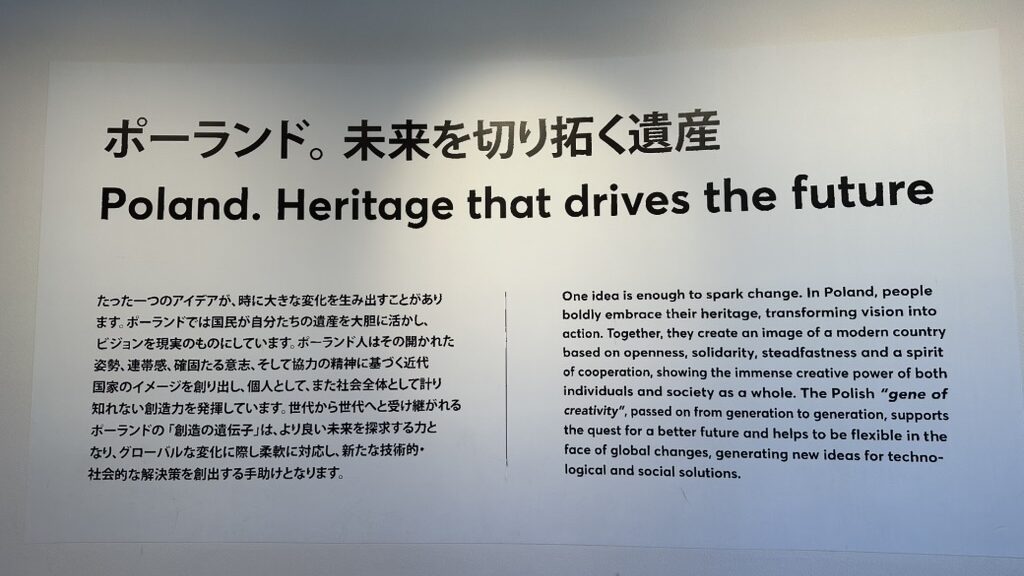 ポーランド。未来を切り拓く遺産
Poland. Heritage that drives the future
たった一つのアイデアが、時に大きな変化を生み出すことがあり
ます。ポーランドでは国民が自分たちの遺産を大胆に活かし、
ビジョンを現実のものにしています。ポーランド人はその開かれた
姿勢、連帯感、確固たる意志、そして協力の精神に基づく近代
国家のイメージを創り出し、個人として、また社会全体として計り
知れない創造力を発揮しています。世代から世代へと受け継がれる
ポーランドの「創造の遺伝子」は、より良い未来を探求する力と
なり、グローバルな変化に際し柔軟に対応し、新たな技術的・
社会的な解決策を創出する手助けとなります。
One idea is enough to spark change. In Poland, people
boldly embrace their heritage, transforming vision into
action. Together, they create an image of a modern country
based on openness, solidarity, steadfastness and a spirit
of cooperation, showing the immense creative power of both
individuals and society as a whole. The Polish "gene of
creativity", passed on from generation to generation, supports
the quest for a better future and helps to be flexible in the
face of global changes, generating new ideas for techno-
logical and social solutions.